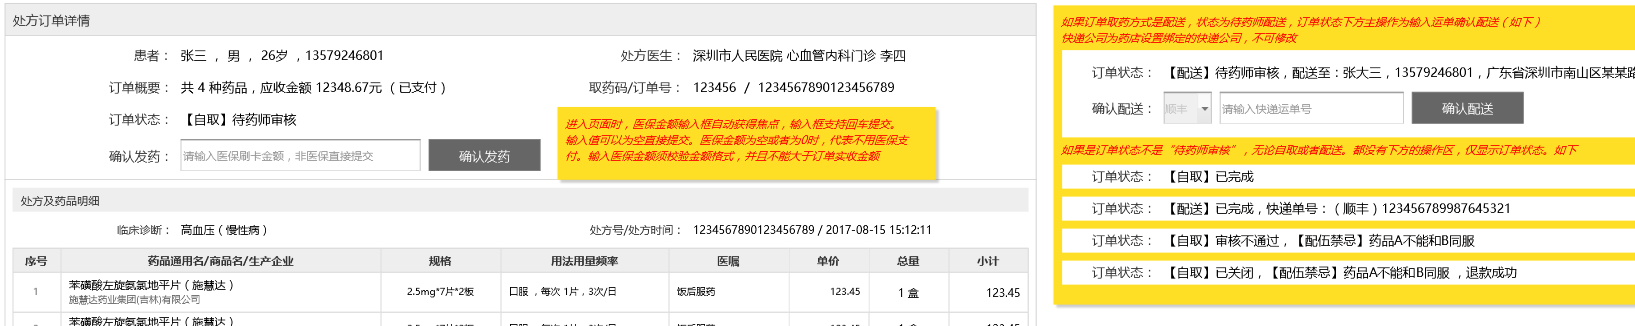 处方订单详情
患者： 张三 ， 男 ， 26岁 ，13579246801
处方医生： 深圳市人民医院 心血管内科门诊 李四
订单概要： 共 4 种药品，应收金额 12348.67元 （ 已支付 ）
取药码/订单号： 123456 / 1234567890123456789
订单状态： 【自取】待药师审核
确认发药： 请输入医保刷卡金额，非医保直接提交 确认发药
进入页面时，医保金额输入框自动获得焦点，输入框支持回车提交。
输入值可以为空直接提交。医保金额为空或者为0时，代表不用医保支
付。输入医保金额须校验金额格式，并且不能大于订单实收金额
处方及药品明细
临床诊断： 高血压（慢性病）
处方号/处方时间： 1234567890123456789 / 2017-08-15 15:12:11
序号 药品通用名/商品名/生产企业 规格 用法用量频率 医嘱 单价 总量 小计
1 苯磺酸左旋氨氯地平片（施慧达） 2.5mg*7片*2板 口服 ，每次 1片，3次/日 饭后服药 123.45 1 盒 123.45
施慧达药业集团(吉林)有限公司
苯磺酸左旋氨氯地平片（施慧达）
如果订单取药方式是配送，状态为待药师配送，订单状态下方主操作为输入运单确认配送（如下）
快递公司为药店设置绑定的快递公司，不可修改
订单状态： 【配送】待药师审核，配送至：张大三，13579246801，广东省深圳市南山区某某路
确认配送： 顺丰 请输入快递运单号 确认配送
如果是订单状态不是“待药师审核”，无论自取或者配送。都没有下方的操作区，仅显示订单状态。如下
订单状态： 【自取】已完成
订单状态： 【配送】已完成，快递单号：（ 顺丰 ）123456789987645321
订单状态： 【自取】审核不通过，【配伍禁忌】药品A不能和B同服
订单状态： 【自取】已关闭，【配伍禁忌】药品A不能和B同服 ，退款成功